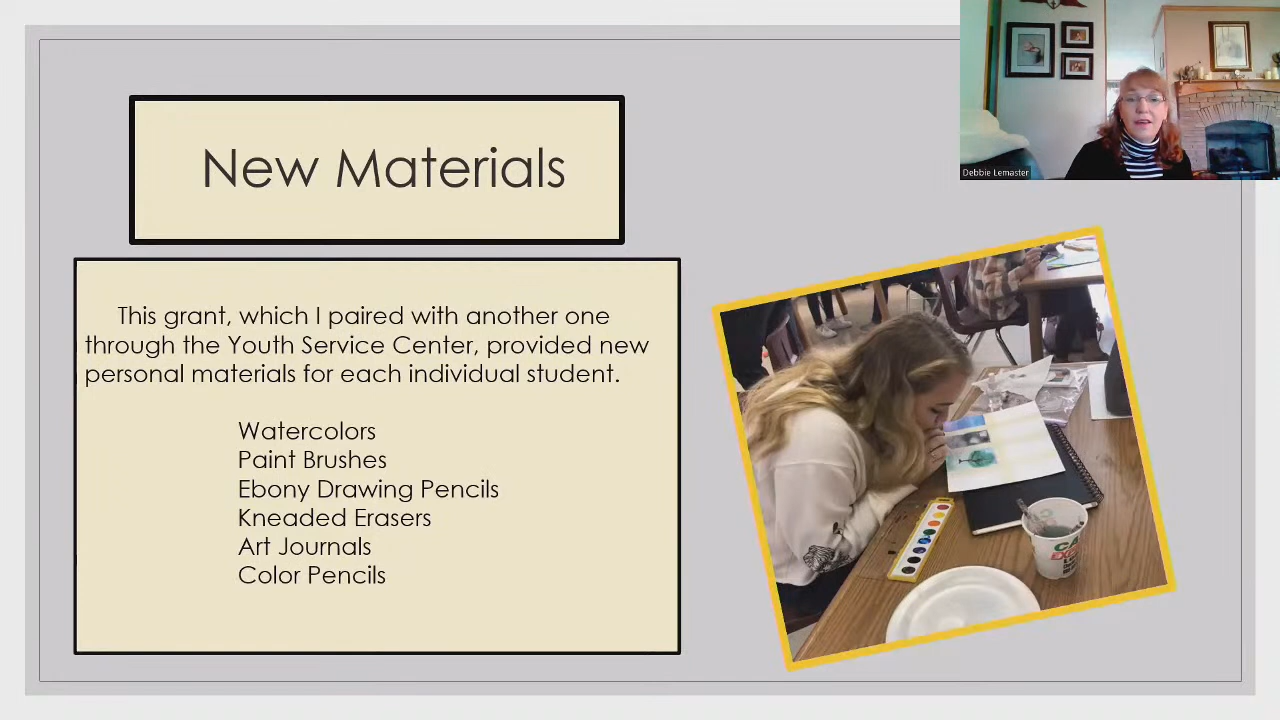 New Materials
Debbie Lemaster
This grant, which I paired with another one
through the Youth Service Center, provided new
personal materials for each individual student.
Watercolors
Paint Brushes
Ebony Drawing Pencils
Kneaded Erasers
Art Journals
Color Pencils